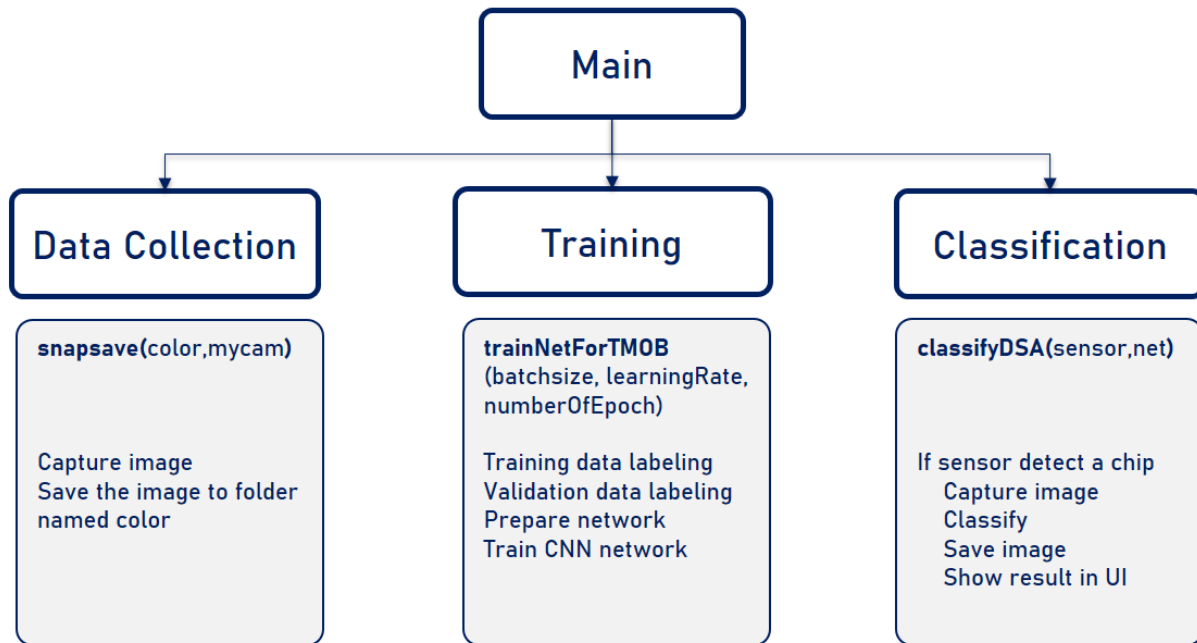 Main
Data Collection
Training
Classification
snapsave(color,mycam)
Capture image
Save the image to folder
named color
trainNetForTMOB
(batchsize, learningRate,
numberOfEpoch)
Training data labeling
Validation data labeling
Prepare network
Train CNN network
classifyDSA(sensor,net)
If sensor detect a chip
Capture image
Classify
Save image
Show result in UI